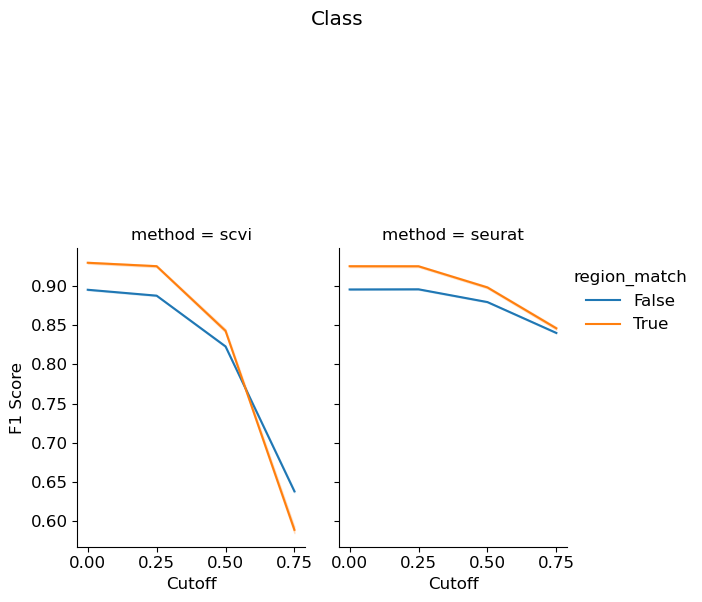 Class
method = scvi
method = seurat
region_match
False
True
F1 Score
0.90
0.85
0.80
0.75
0.70
0.65
0.60
0.00 0.25 0.50 0.75
0.00 0.25 0.50 0.75
Cutoff
Cutoff